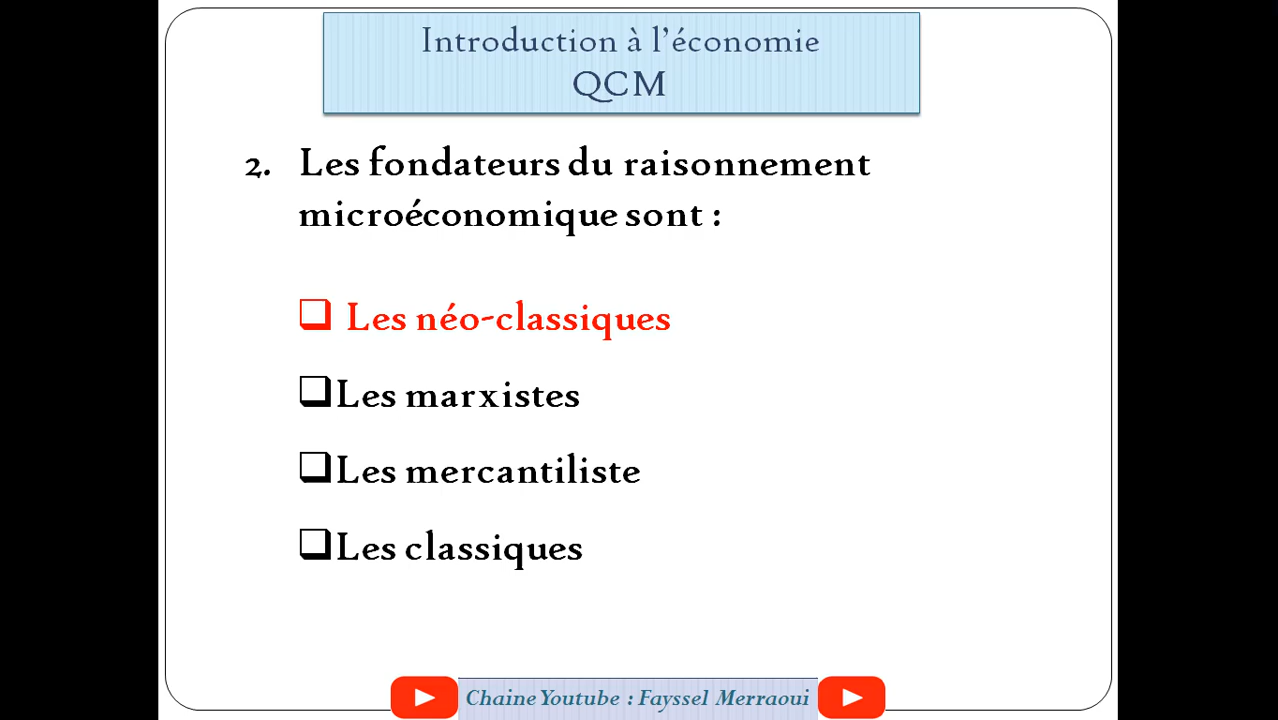 Introduction à l'économie
QCM
2. Les fondateurs du raisonnement
microéconomique sont :
Les néo-classiques
Les marxistes
Les mercantiliste
Les classiques
Chaine Youtube : Fayssel Merraoui